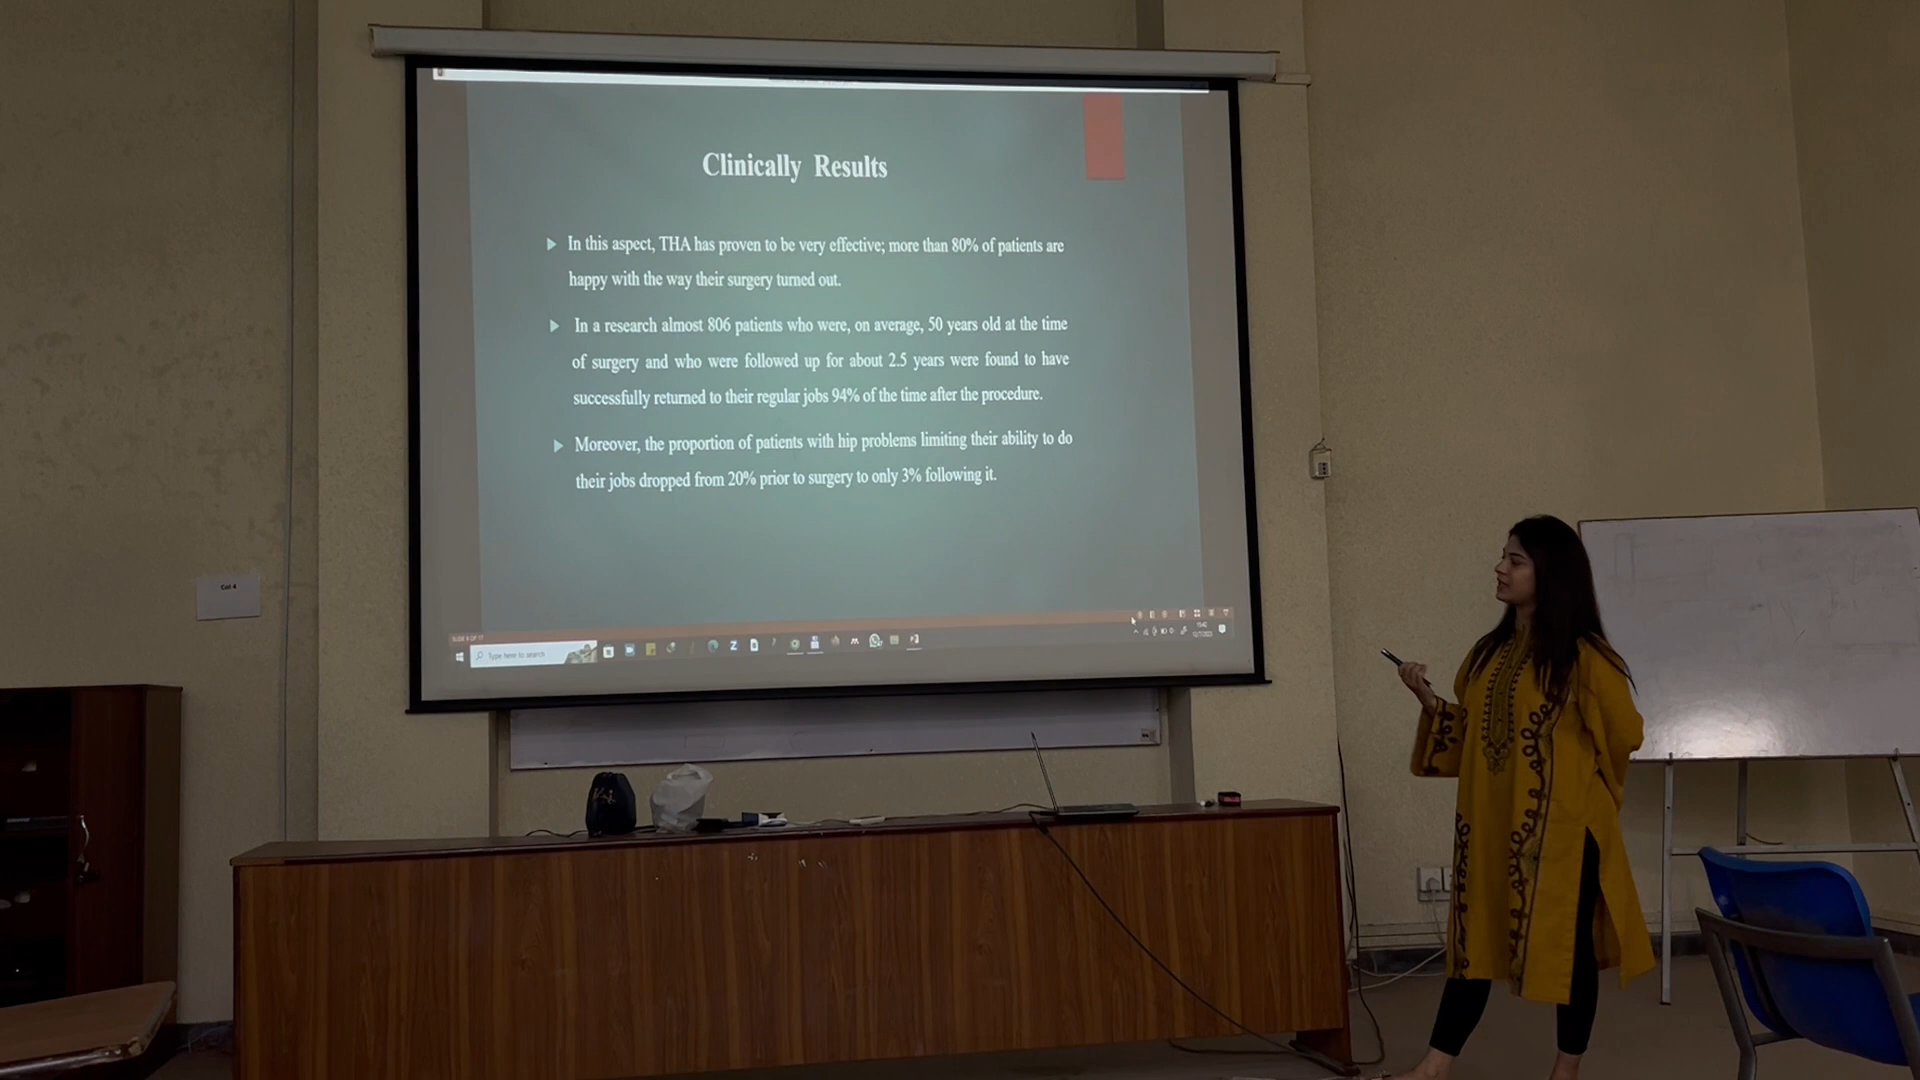 Clinically Results
In this aspect, THA has proven to be very effective; more than 80% of patients are
happy with the way their surgery turned out.
In a research almost 806 patients who were, on average, 50 years old at the time
of surgery and who were followed up for about 2.5 years were found to have
successfully returned to their regular jobs 94% of the time after the procedure.
Moreover, the proportion of patients with hip problems limiting their ability to do
their jobs dropped from 20% prior to surgery to only 3% following it.
Type here to search
Cat 4